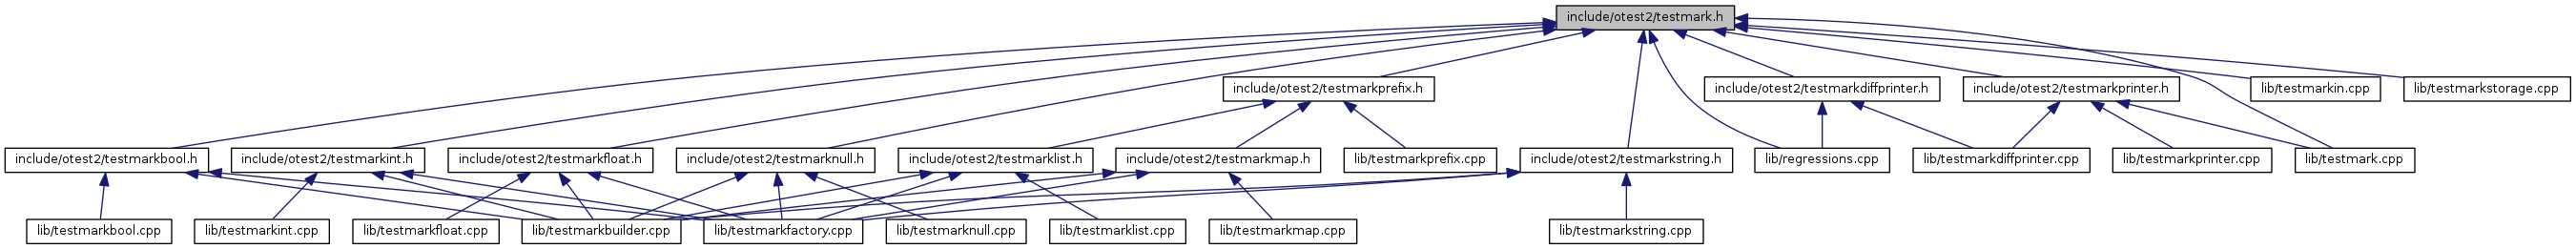 include/otest2/testmark.h
include/otest2/testmarkprefix.h
include/otest2/testmarkdiffprinter.h
include/otest2/testmarkprinter.h
lib/testmarkin.cpp
lib/testmarkstorage.cpp
include/otest2/testmarkbool.h
include/otest2/testmarkint.h
include/otest2/testmarkfloat.h
include/otest2/testmarknull.h
include/otest2/testmarklist.h
include/otest2/testmarkmap.h
lib/testmarkprefix.cpp
include/otest2/testmarkstring.h
lib/regressions.cpp
lib/testmarkdiffprinter.cpp
lib/testmarkprinter.cpp
lib/testmark.cpp
lib/testmarkbool.cpp
lib/testmarkint.cpp
lib/testmarkfloat.cpp
lib/testmarkbuilder.cpp
lib/testmarkfactory.cpp
lib/testmarknull.cpp
lib/testmarklist.cpp
lib/testmarkmap.cpp
lib/testmarkstring.cpp